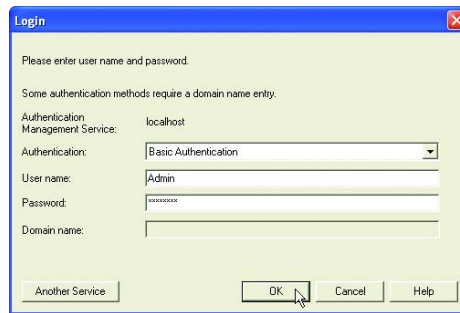 Login
Please enter user name and password.
Some authentication methods require a domain name entry.
Authentication
Management Service:
localhost
Authentication:
Basic Authentication
User name:
Admin
Password:
xxxxxxxx
Domain name:
Another Service
OK
Cancel
Help